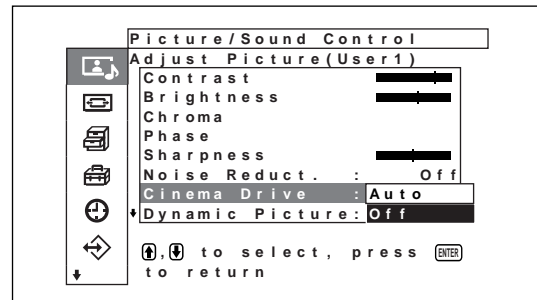 Picture/Sound Control
Adjust Picture(User1)
Contrast
Brightness
Chroma
Phase
Sharpness
Noise Reduct. : Off
Cinema Drive : Auto
Dynamic Picture: Off
, to select, press ENTER
to return